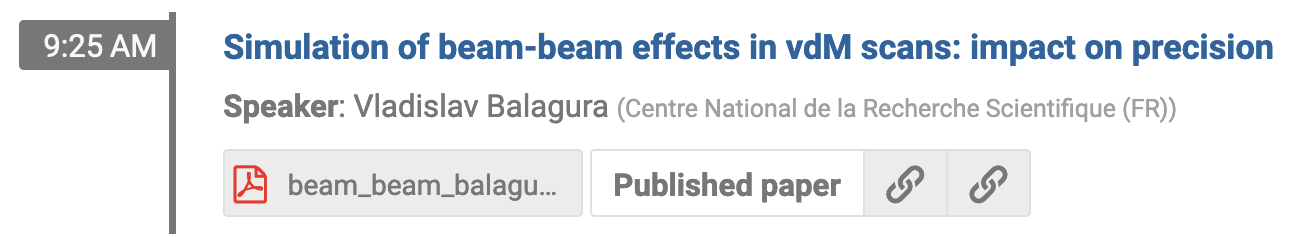 9:25 AM
Simulation of beam-beam effects in vdM scans: impact on precision
Speaker: Vladislav Balagura (Centre National de la Recherche Scientifique (FR))
beam_beam_balagu... Published paper